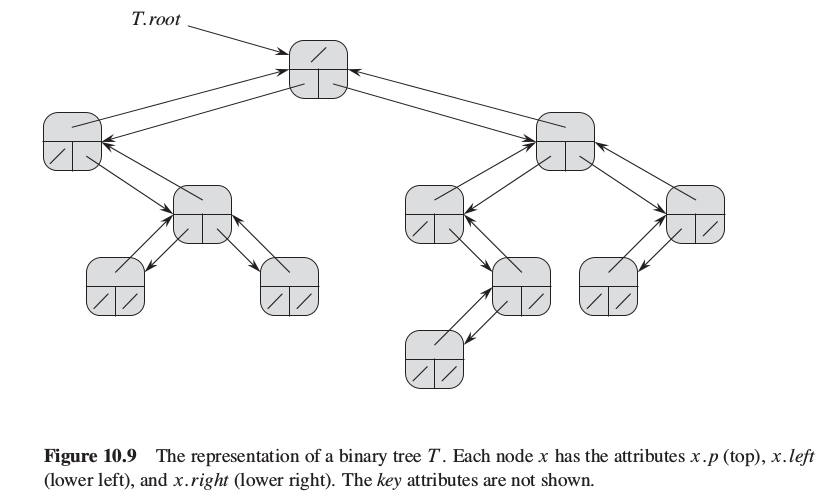 T.root
Figure 10.9 The representation of a binary tree T. Each node x has the attributes x.p (top), x.left
(lower left), and x.right (lower right). The key attributes are not shown.